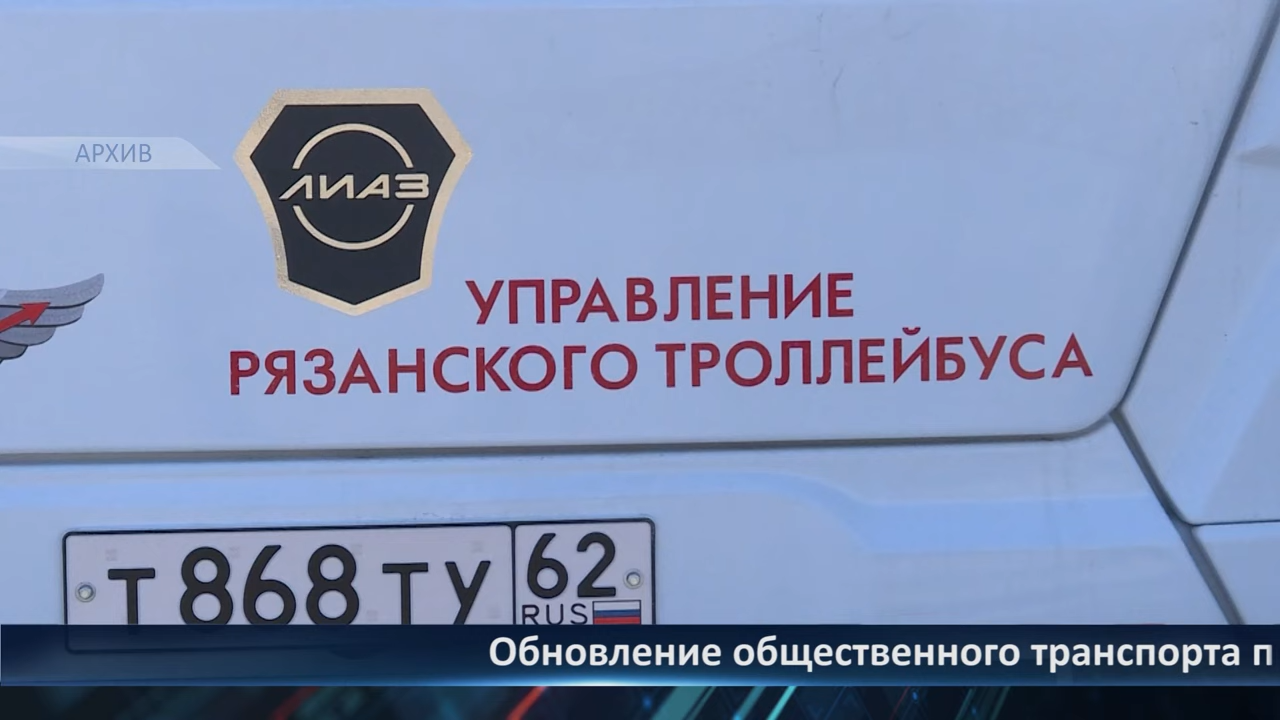 АРХИВ
ЛИАЗ
УПРАВЛЕНИЕ
РЯЗАНСКОГО ТРОЛЛЕЙБУСА
Т 868 ТУ 62
RUS
Обновление общественного транспорта п